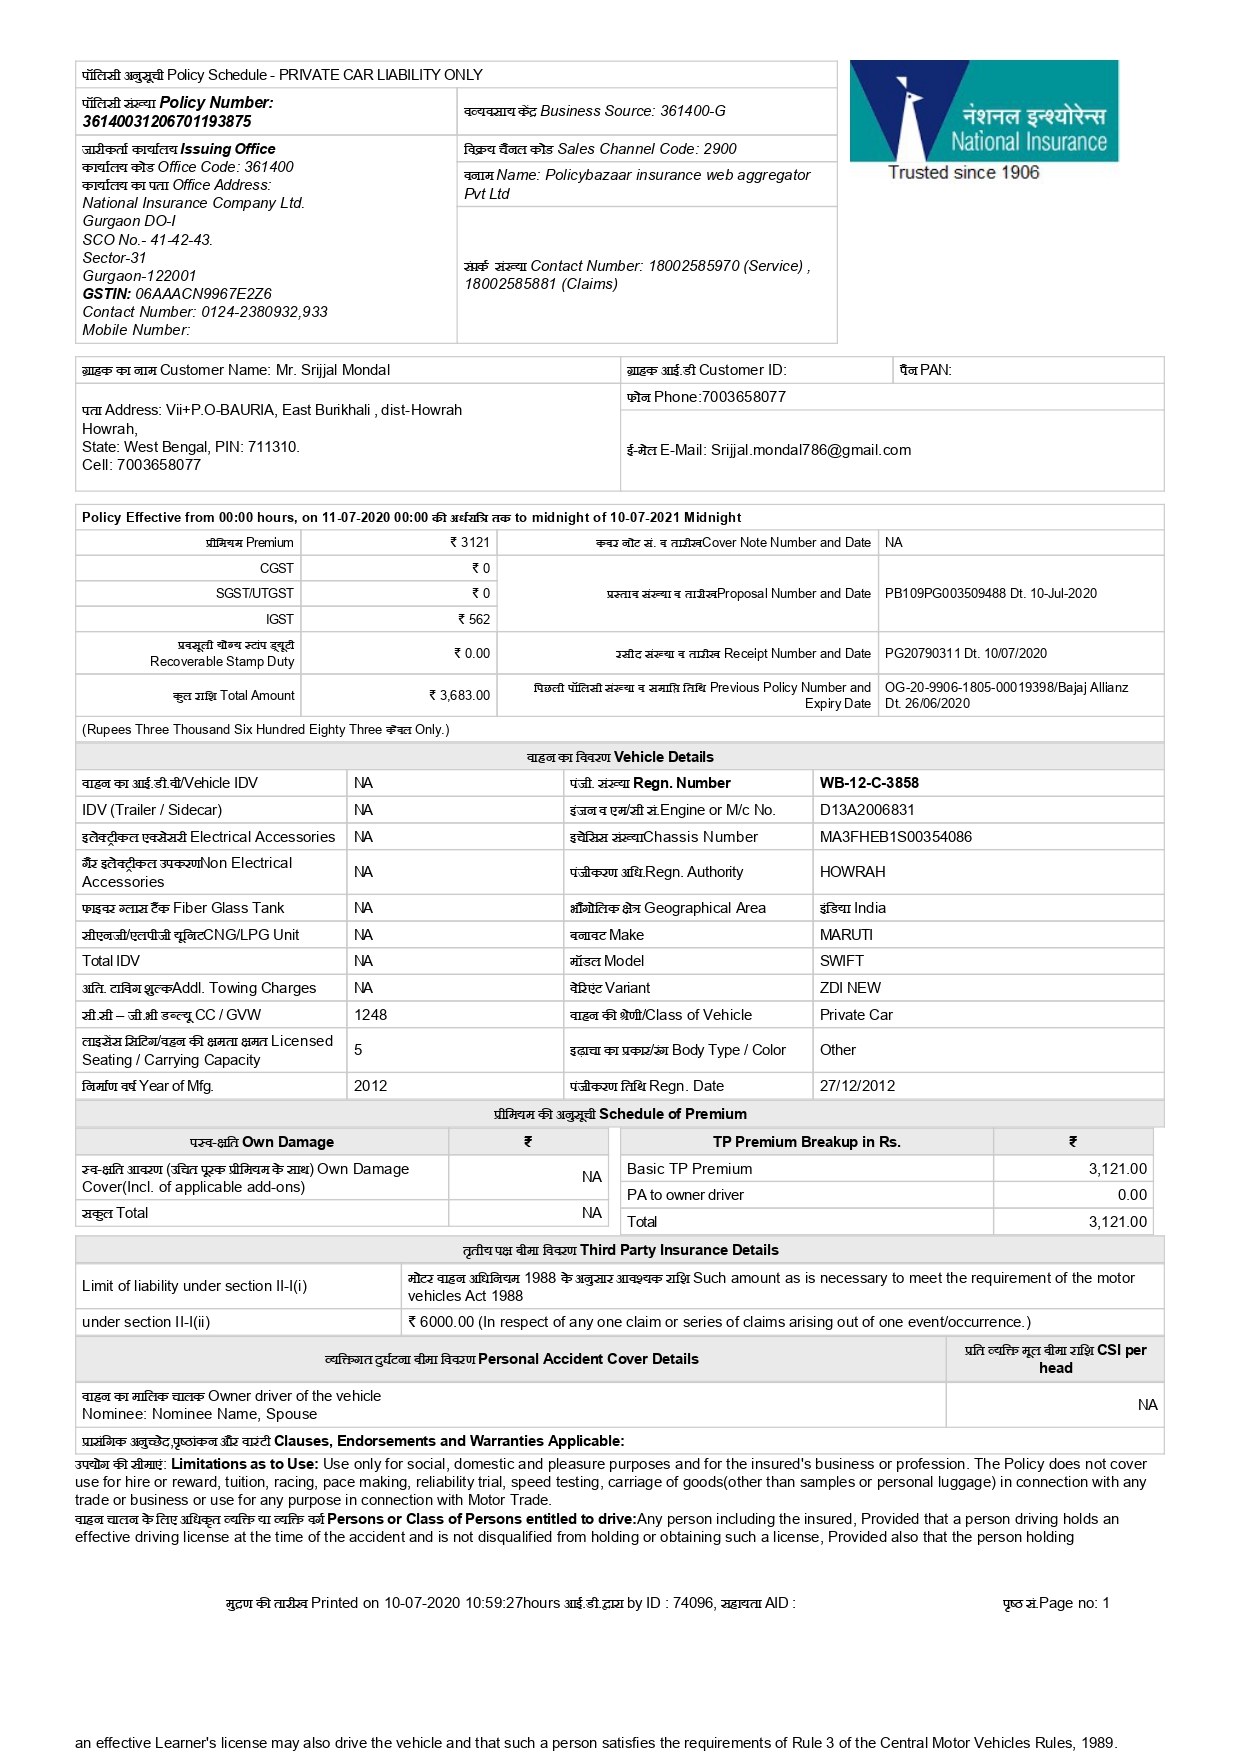 पॉलिसी अनुसूची Policy Schedule - PRIVATE CAR LIABILITY ONLY
पॉलिसी संख्या Policy Number:
36140031206701193875
व्यवसाय केंद्र Business Source: 361400-G
नेशनल इन्श्योरेन्स
National Insurance
Trusted since 1906
जारीकर्ता कार्यालय Issuing Office
कार्यालय कोड Office Code: 361400
कार्यालय का पता Office Address:
National Insurance Company Ltd.
Gurgaon DO-I
SCO No.- 41-42-43.
Sector-31
Gurgaon-122001
GSTIN: 06AAACN9967E2Z6
Contact Number: 0124-2380932,933
Mobile Number:
विक्रय चैनल कोड Sales Channel Code: 2900
बनाम Name: Policybazaar insurance web aggregator
Pvt Ltd
संपर्क संख्या Contact Number: 18002585970 (Service) ,
18002585881 (Claims)
ग्राहक का नाम Customer Name: Mr. Srijjal Mondal
ग्राहक आई.डी Customer ID:
पैन PAN:
पता Address: Vii+P.O-BAURIA, East Burikhali , dist-Howrah
Howrah,
State: West Bengal, PIN: 711310.
Cell: 7003658077
फोन Phone:7003658077
ई-मेल E-Mail: Srijjal.mondal786@gmail.com
Policy Effective from 00:00 hours, on 11-07-2020 00:00 की अर्धरात्रि तक to midnight of 10-07-2021 Midnight
प्रीमियम Premium ₹ 3121 कवर नोट सं. व तारीखCover Note Number and Date NA
CGST ₹ 0
SGST/UTGST ₹ 0 प्रस्ताव संख्या व तारीखProposal Number and Date PB109PG003509488 Dt. 10-Jul-2020
IGST ₹ 562
प्रवसूली योग्य स्टांप ड्यूटी
Recoverable Stamp Duty ₹ 0.00 रसीद संख्या व तारीख Receipt Number and Date PG20790311 Dt. 10/07/2020
कुल राशि Total Amount ₹ 3,683.00 पिछली पॉलिसी संख्या व समाप्ति तिथि Previous Policy Number and
Expiry Date OG-20-9906-1805-00019398/Bajaj Allianz
Dt. 26/06/2020
(Rupees Three Thousand Six Hundred Eighty Three केवल Only.)
वाहन का विवरण Vehicle Details
वाहन का आई.डी.वी/Vehicle IDV NA पंजी. संख्या Regn. Number WB-12-C-3858
IDV (Trailer / Sidecar) NA इंजन व एम/सी सं.Engine or M/c No. D13A2006831
इलेक्ट्रीकल एक्सेसरी Electrical Accessories NA इचेसिस संख्याChassis Number MA3FHEB1S00354086
गैर इलेक्ट्रीकल उपकरणNon Electrical
Accessories NA पंजीकरण अधि.Regn. Authority HOWRAH
फाइबर ग्लास टैंक Fiber Glass Tank NA भौगोलिक क्षेत्र Geographical Area इंडिया India
सीएनजी/एलपीजी यूनिटCNG/LPG Unit NA बनावट Make MARUTI
Total IDV NA मॉडल Model SWIFT
अति. टाविंग शुल्कAddl. Towing Charges NA वेरिएंट Variant ZDI NEW
सी.सी – जी.भी डब्ल्यू CC / GVW 1248 वाहन की श्रेणी/Class of Vehicle Private Car
लाइसेंस सिटिंग/वहन की क्षमता क्षमत Licensed
Seating / Carrying Capacity 5 इढ़ाचा का प्रकार/रंग Body Type / Color Other
निर्माण वर्ष Year of Mfg. 2012 पंजीकरण तिथि Regn. Date 27/12/2012
प्रीमियम की अनुसूची Schedule of Premium
परव-क्षति Own Damage ₹
स्व-क्षति आवरण (उचित पूरक प्रीमियम के साथ) Own Damage
Cover(Incl. of applicable add-ons) NA
सकुल Total NA
TP Premium Breakup in Rs. ₹
Basic TP Premium 3,121.00
PA to owner driver 0.00
Total 3,121.00
तृतीय पक्ष बीमा विवरण Third Party Insurance Details
Limit of liability under section II-I(i) मोटर वाहन अधिनियम 1988 के अनुसार आवश्यक राशि Such amount as is necessary to meet the requirement of the motor
vehicles Act 1988
under section II-I(ii) ₹ 6000.00 (In respect of any one claim or series of claims arising out of one event/occurrence.)
व्यक्तिगत दुर्घटना बीमा विवरण Personal Accident Cover Details प्रति व्यक्ति मूल बीमा राशि CSI per
head
वाहन का मालिक चालक Owner driver of the vehicle
Nominee: Nominee Name, Spouse NA
प्रासंगिक अनुच्छेद,पृष्ठांकन और वारंटी Clauses, Endorsements and Warranties Applicable:
उपयोग की सीमाएं: Limitations as to Use: Use only for social, domestic and pleasure purposes and for the insured's business or profession. The Policy does not cover
use for hire or reward, tuition, racing, pace making, reliability trial, speed testing, carriage of goods(other than samples or personal luggage) in connection with any
trade or business or use for any purpose in connection with Motor Trade.
वाहन चालन के लिए अधिकृत व्यक्ति या व्यक्ति वर्ग Persons or Class of Persons entitled to drive:Any person including the insured, Provided that a person driving holds an
effective driving license at the time of the accident and is not disqualified from holding or obtaining such a license, Provided also that the person holding
मुद्रण की तारीख Printed on 10-07-2020 10:59:27hours आई.डी.द्वारा by ID : 74096, सहायता AID :
पृष्ठ सं.Page no: 1
an effective Learner's license may also drive the vehicle and that such a person satisfies the requirements of Rule 3 of the Central Motor Vehicles Rules, 1989.